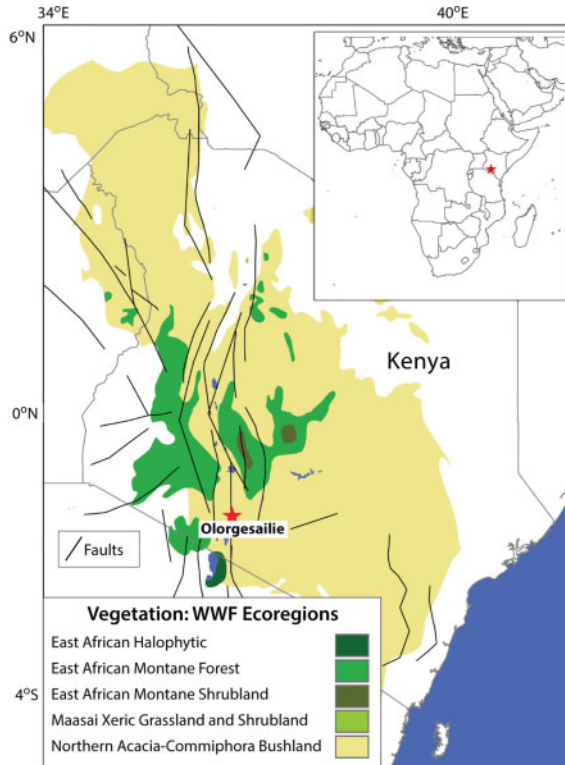 34°E
40°E
6°N
Kenya
0°N
Olorgesailie
Faults
Vegetation: WWF Ecoregions
East African Halophytic
East African Montane Forest
East African Montane Shrubland
Maasai Xeric Grassland and Shrubland
Northern Acacia-Commiphora Bushland
4°S